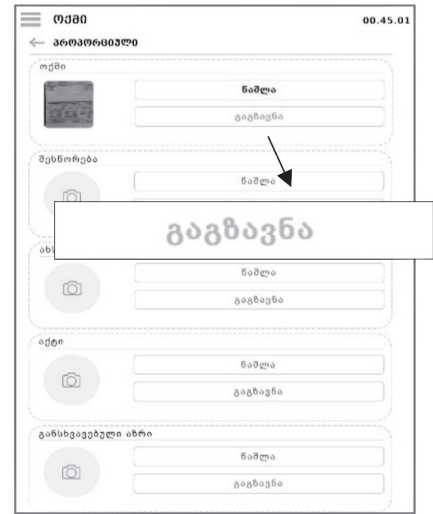 ოქმი 00.45.01
პროპორციული
ოქმი
წაშლა
გაგზავნა
შესწორება
წაშლა
გაგზავნა
წაშლა
გაგზავნა
აქტი
წაშლა
გაგზავნა
განსხვავებული აზრი
წაშლა
გაგზავნა